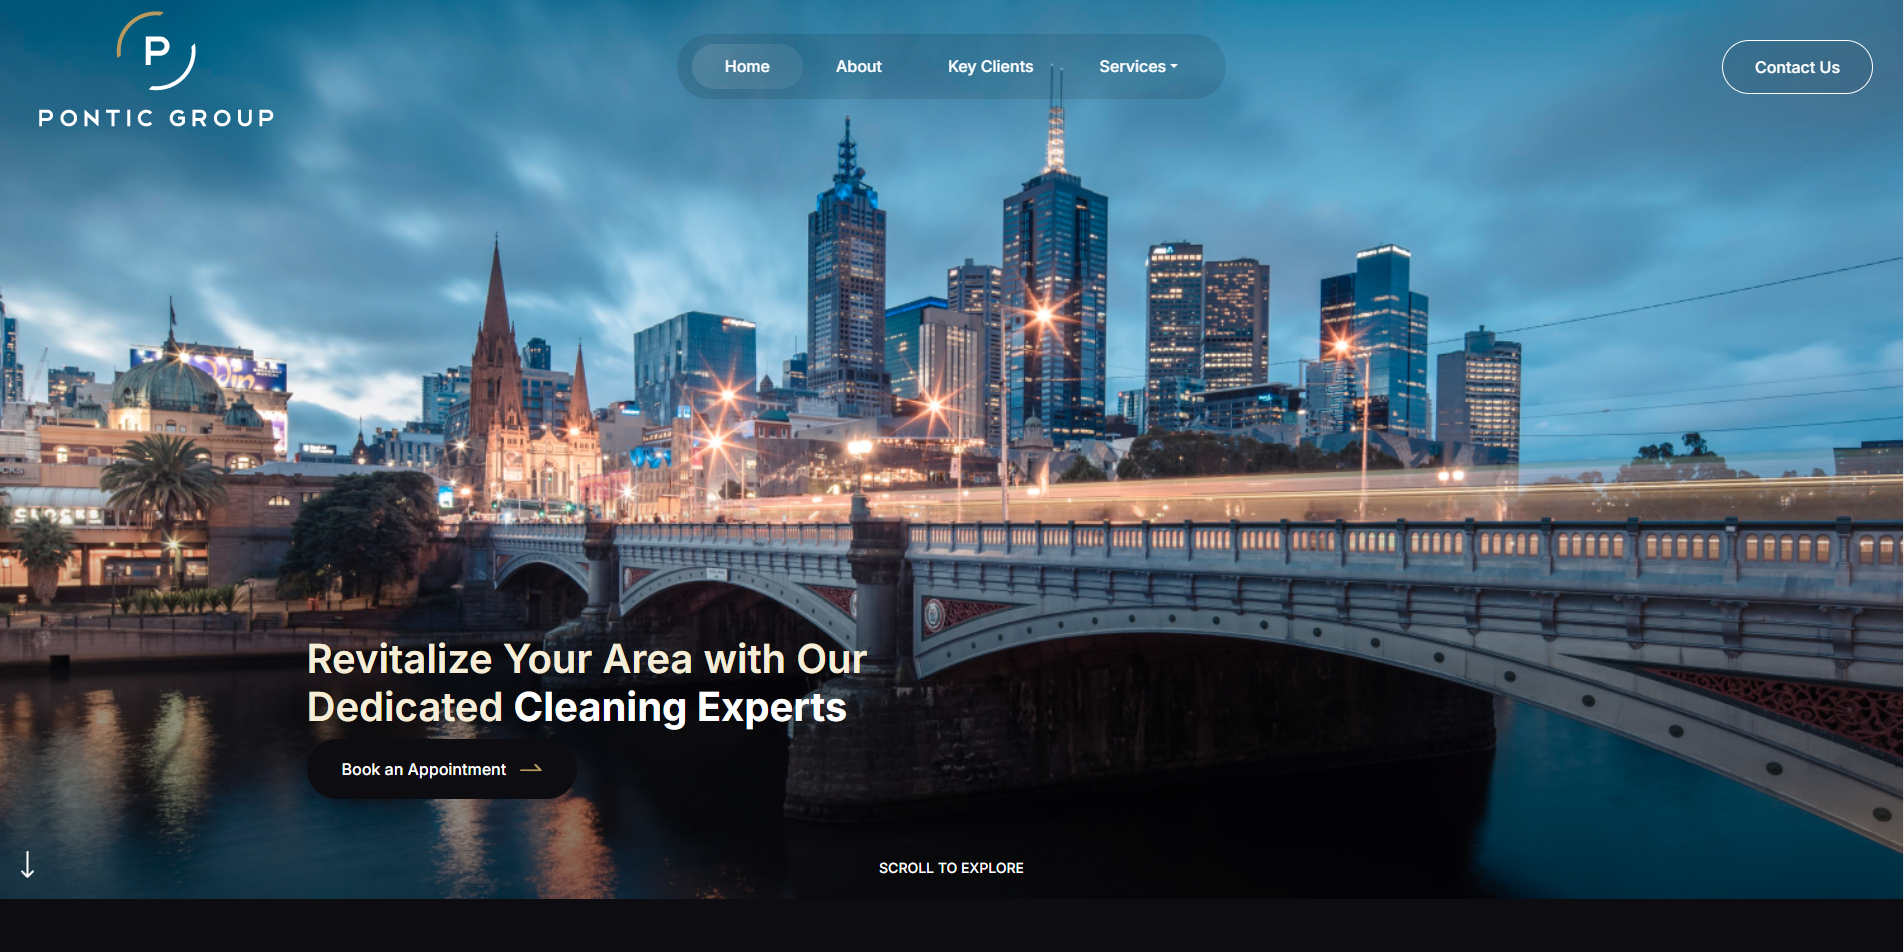 P
PONTIC GROUP
Home
About
Key Clients
Services
Contact Us
CLOCKS
Revitalize Your Area with Our
Dedicated Cleaning Experts
Book an Appointment
SCROLL TO EXPLORE